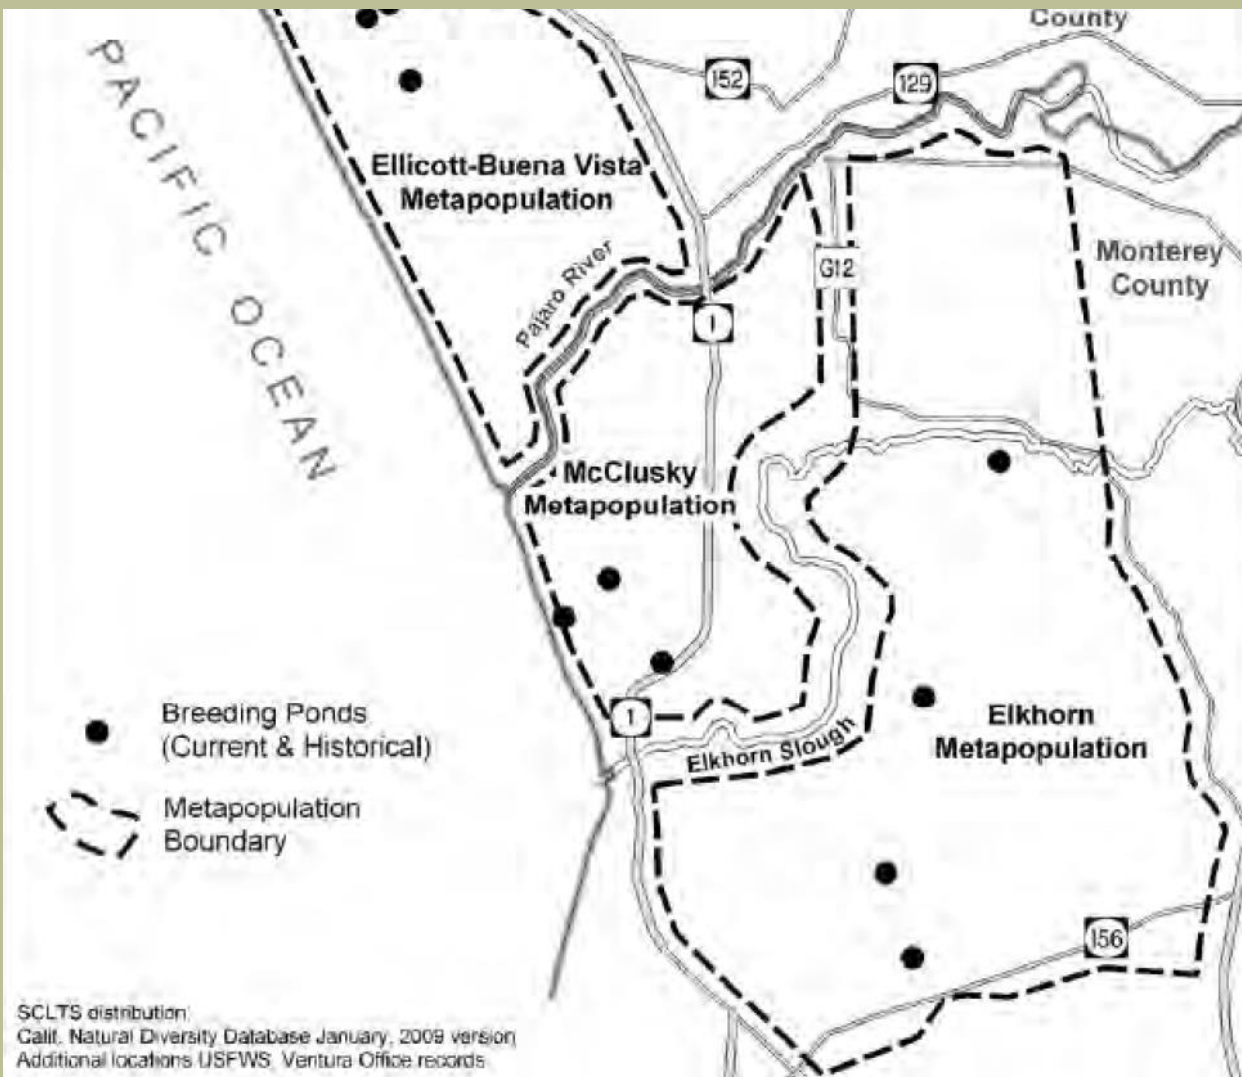 County
PACIFIC OCEAN
152
129
Ellicott-Buena Vista
Metapopulation
Monterey
County
G12
Pajaro River
1
McClusky
Metapopulation
1
Elkhorn
Metapopulation
Elkhorn Slough
Breeding Ponds
(Current & Historical)
Metapopulation
Boundary
156
SCLTS distribution:
Calif. Natural Diversity Database January, 2009 version
Additional locations USFWS, Ventura Office records